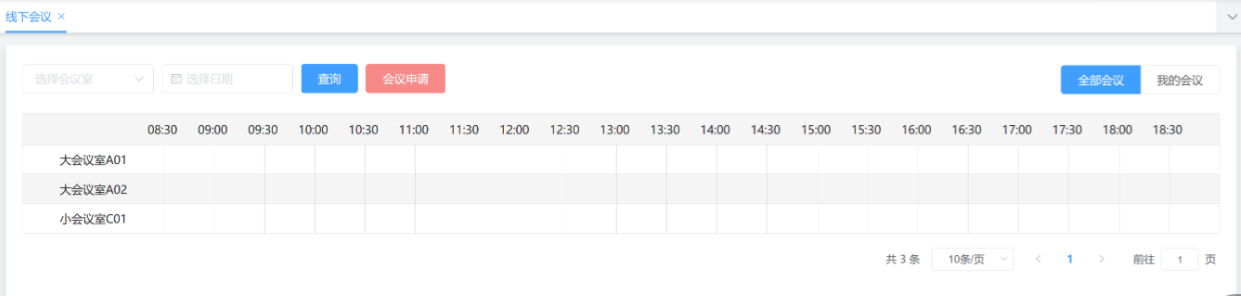 线下会议 ×
选择会议室 选择日期 查询 会议申请 全部会议 我的会议
08:30 09:00 09:30 10:00 10:30 11:00 11:30 12:00 12:30 13:00 13:30 14:00 14:30 15:00 15:30 16:00 16:30 17:00 17:30 18:00 18:30
大会议室A01
大会议室A02
小会议室C01
共 3 条 10条/页 1 前往 1 页